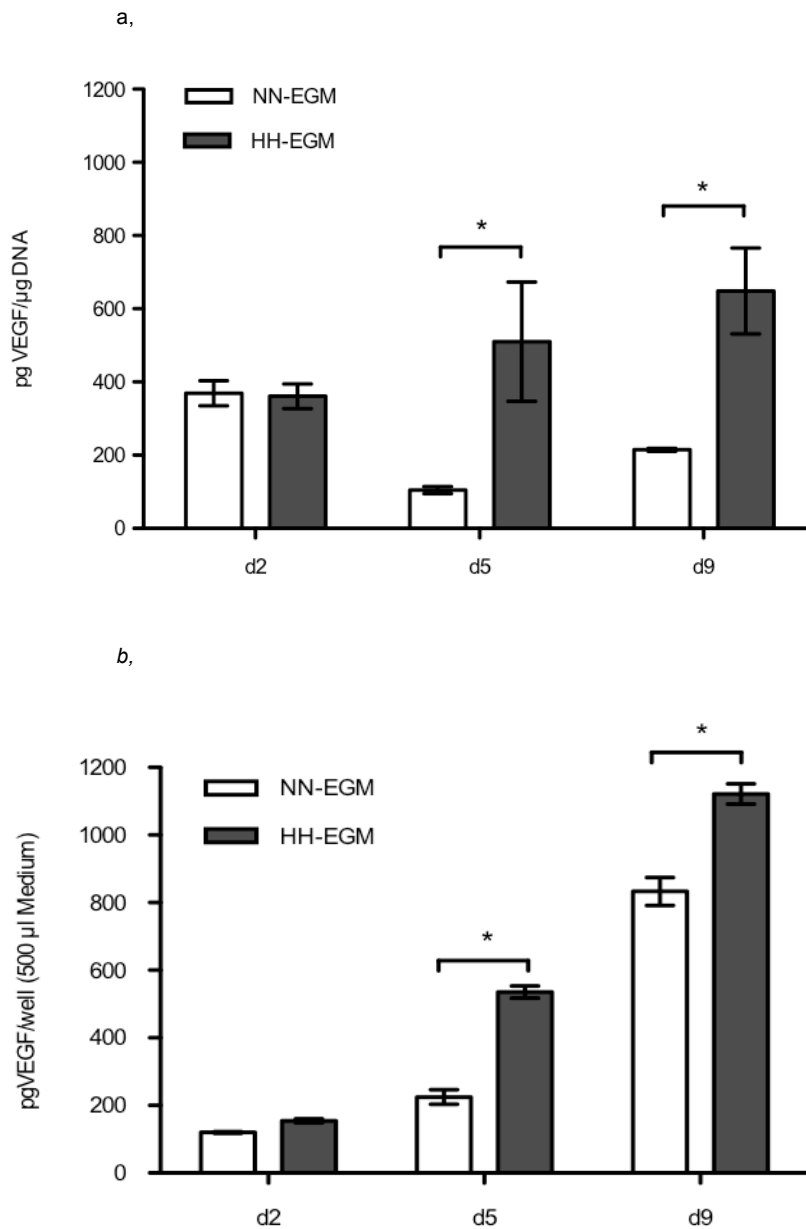 a,
1200
NN-EGM
1000
HH-EGM
*
*
800
pg VEGF/µg DNA
600
400
200
0
d2 d5 d9
b,
*
1200
NN-EGM
1000
HH-EGM
*
800
pgVEGF/well (500 µl Medium)
600
400
200
0
d2 d5 d9